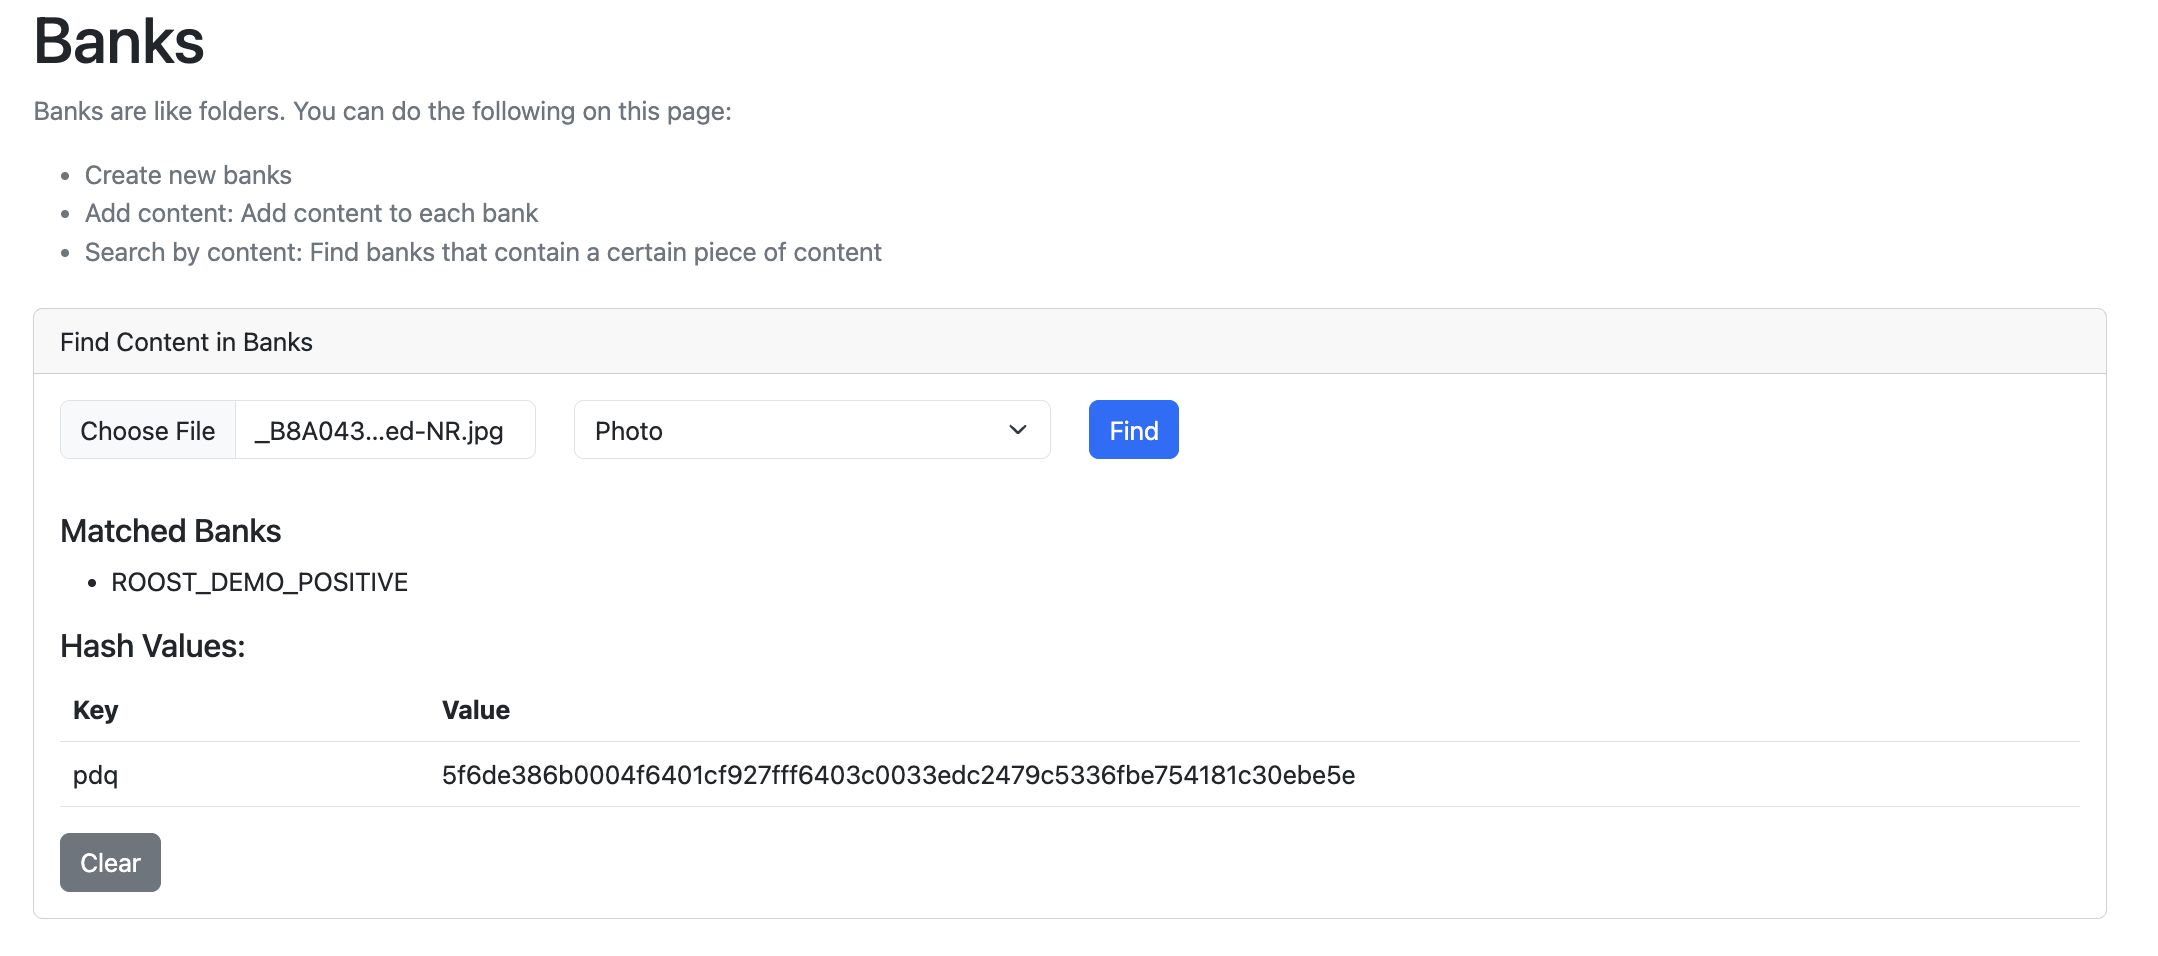 Banks
Banks are like folders. You can do the following on this page:
Create new banks
Add content: Add content to each bank
Search by content: Find banks that contain a certain piece of content
Find Content in Banks
Choose File _B8A043...ed-NR.jpg Photo Find
Matched Banks
ROOST_DEMO_POSITIVE
Hash Values:
Key Value
pdq 5f6de386b0004f6401cf927fff6403c0033edc2479c5336fbe754181c30ebe5e
Clear